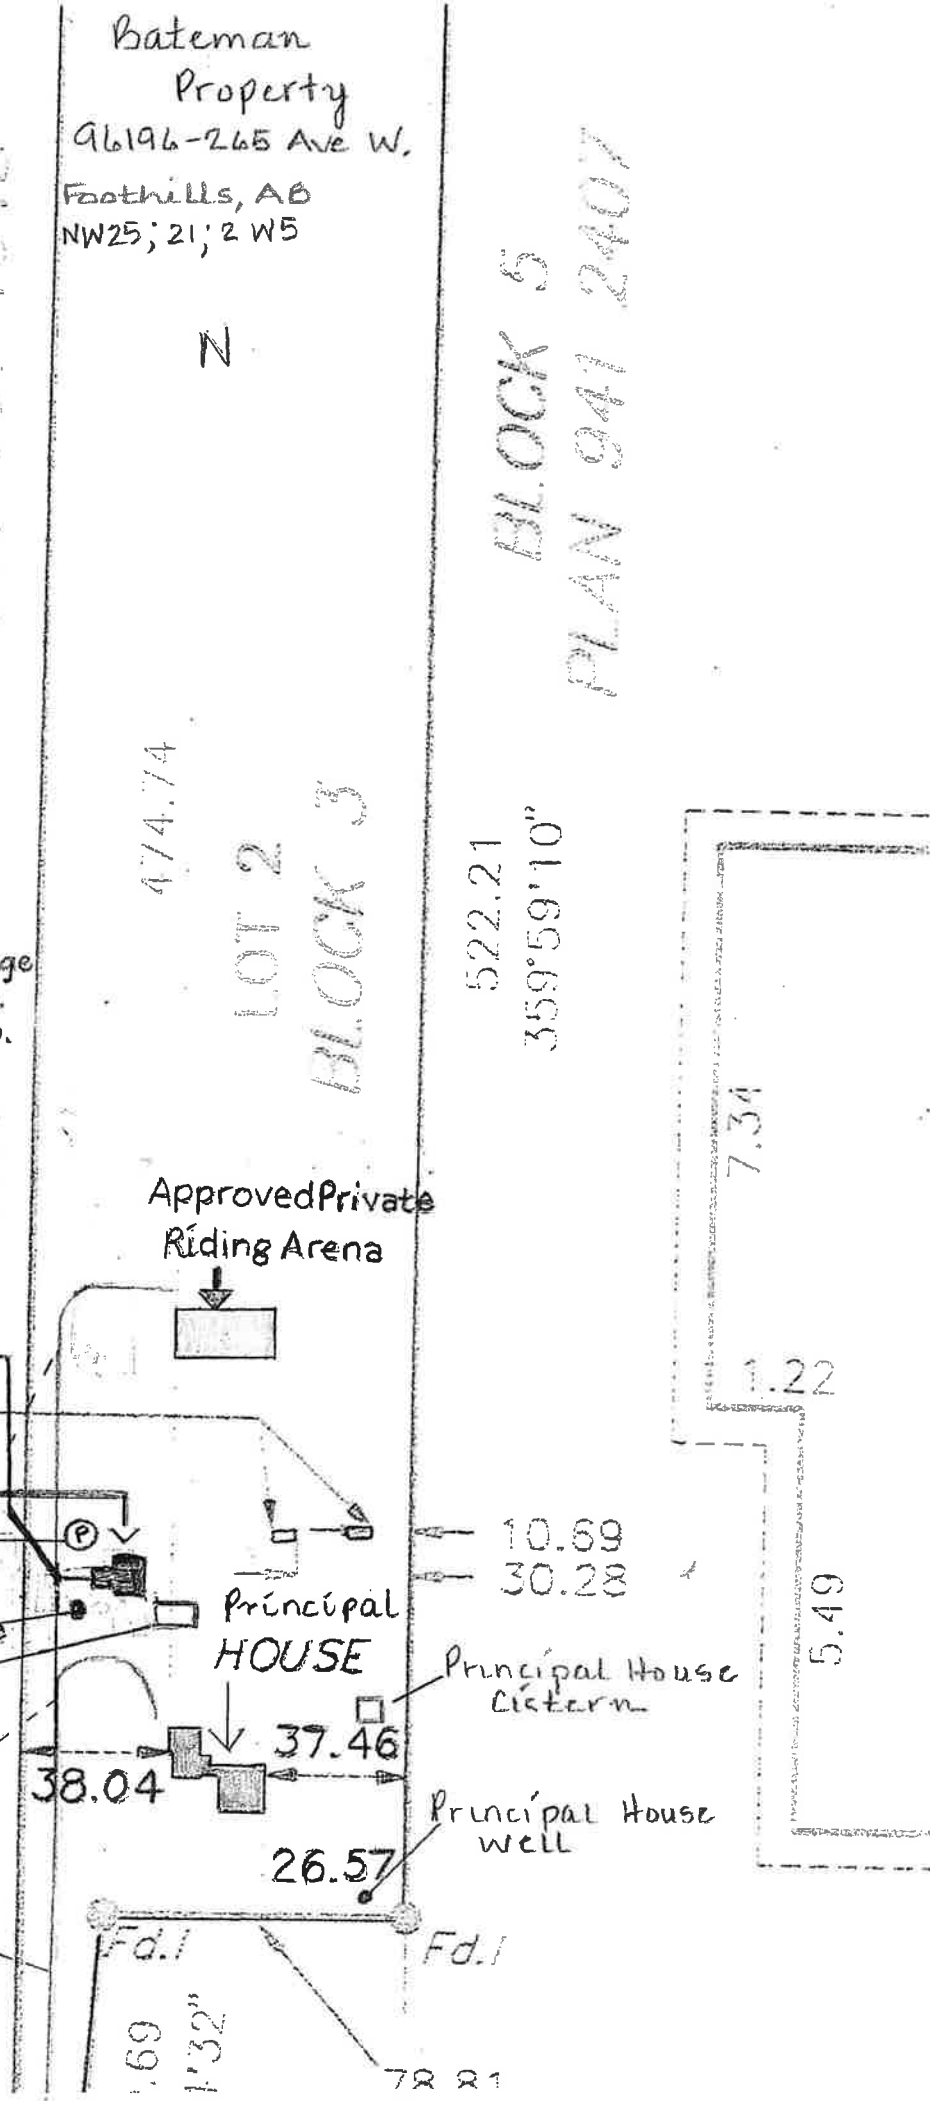 Bateman
Property
96196-265 Ave W.
Foothills, AB
NW25; 21; 2 W5
N
BLOCK 5
PLAN 941 2407
474.74
LOT 2
BLOCK 3
522.21
359°59'10"
ge
7.34
Approved Private
Riding Arena
1.22
P
10.69
30.28
5.49
Principal
HOUSE
Principal House
Cistern
37.46
38.04
Principal House
Well
26.57
Fd.I
Fd.I
.69
1'32"
78.81